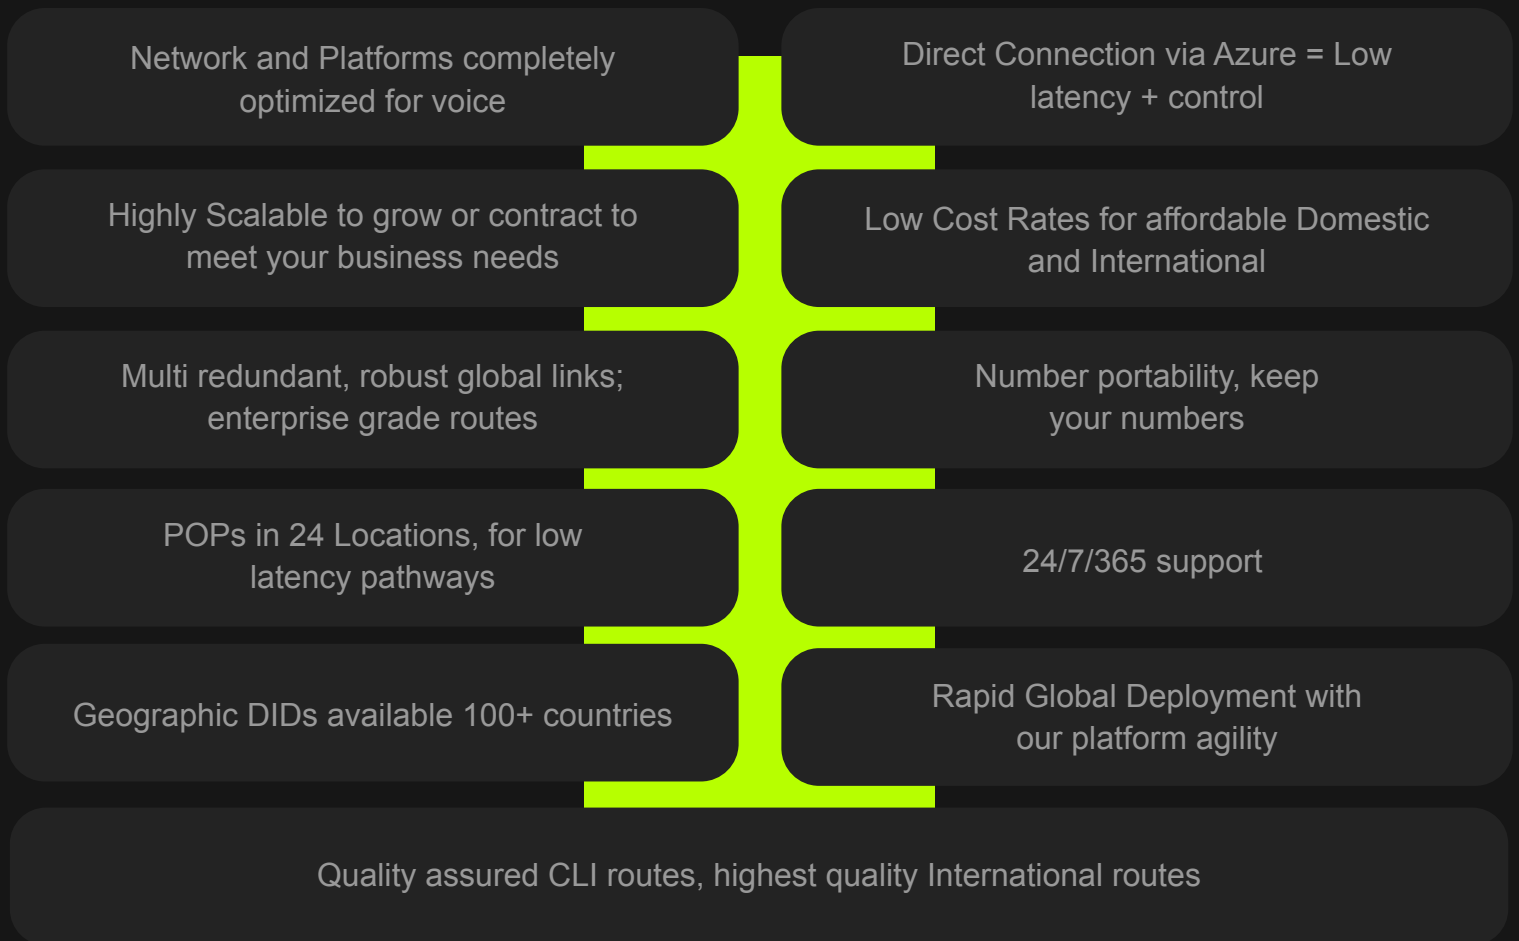 Network and Platforms completely
optimized for voice
Direct Connection via Azure = Low
latency + control
Highly Scalable to grow or contract to
meet your business needs
Low Cost Rates for affordable Domestic
and International
Multi redundant, robust global links;
enterprise grade routes
Number portability, keep
your numbers
POPs in 24 Locations, for low
latency pathways
24/7/365 support
Geographic DIDs available 100+ countries
Rapid Global Deployment with
our platform agility
Quality assured CLI routes, highest quality International routes